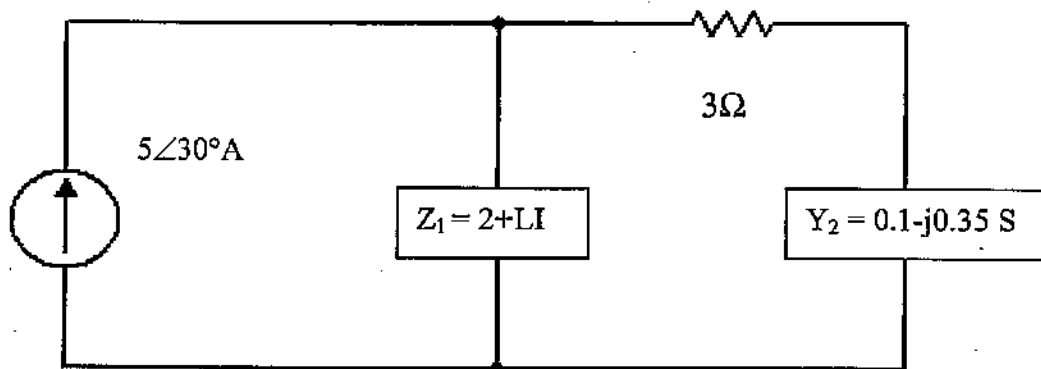 3Ω
5∠30°A
Z₁ = 2+LI
Y₂ = 0.1-j0.35 S